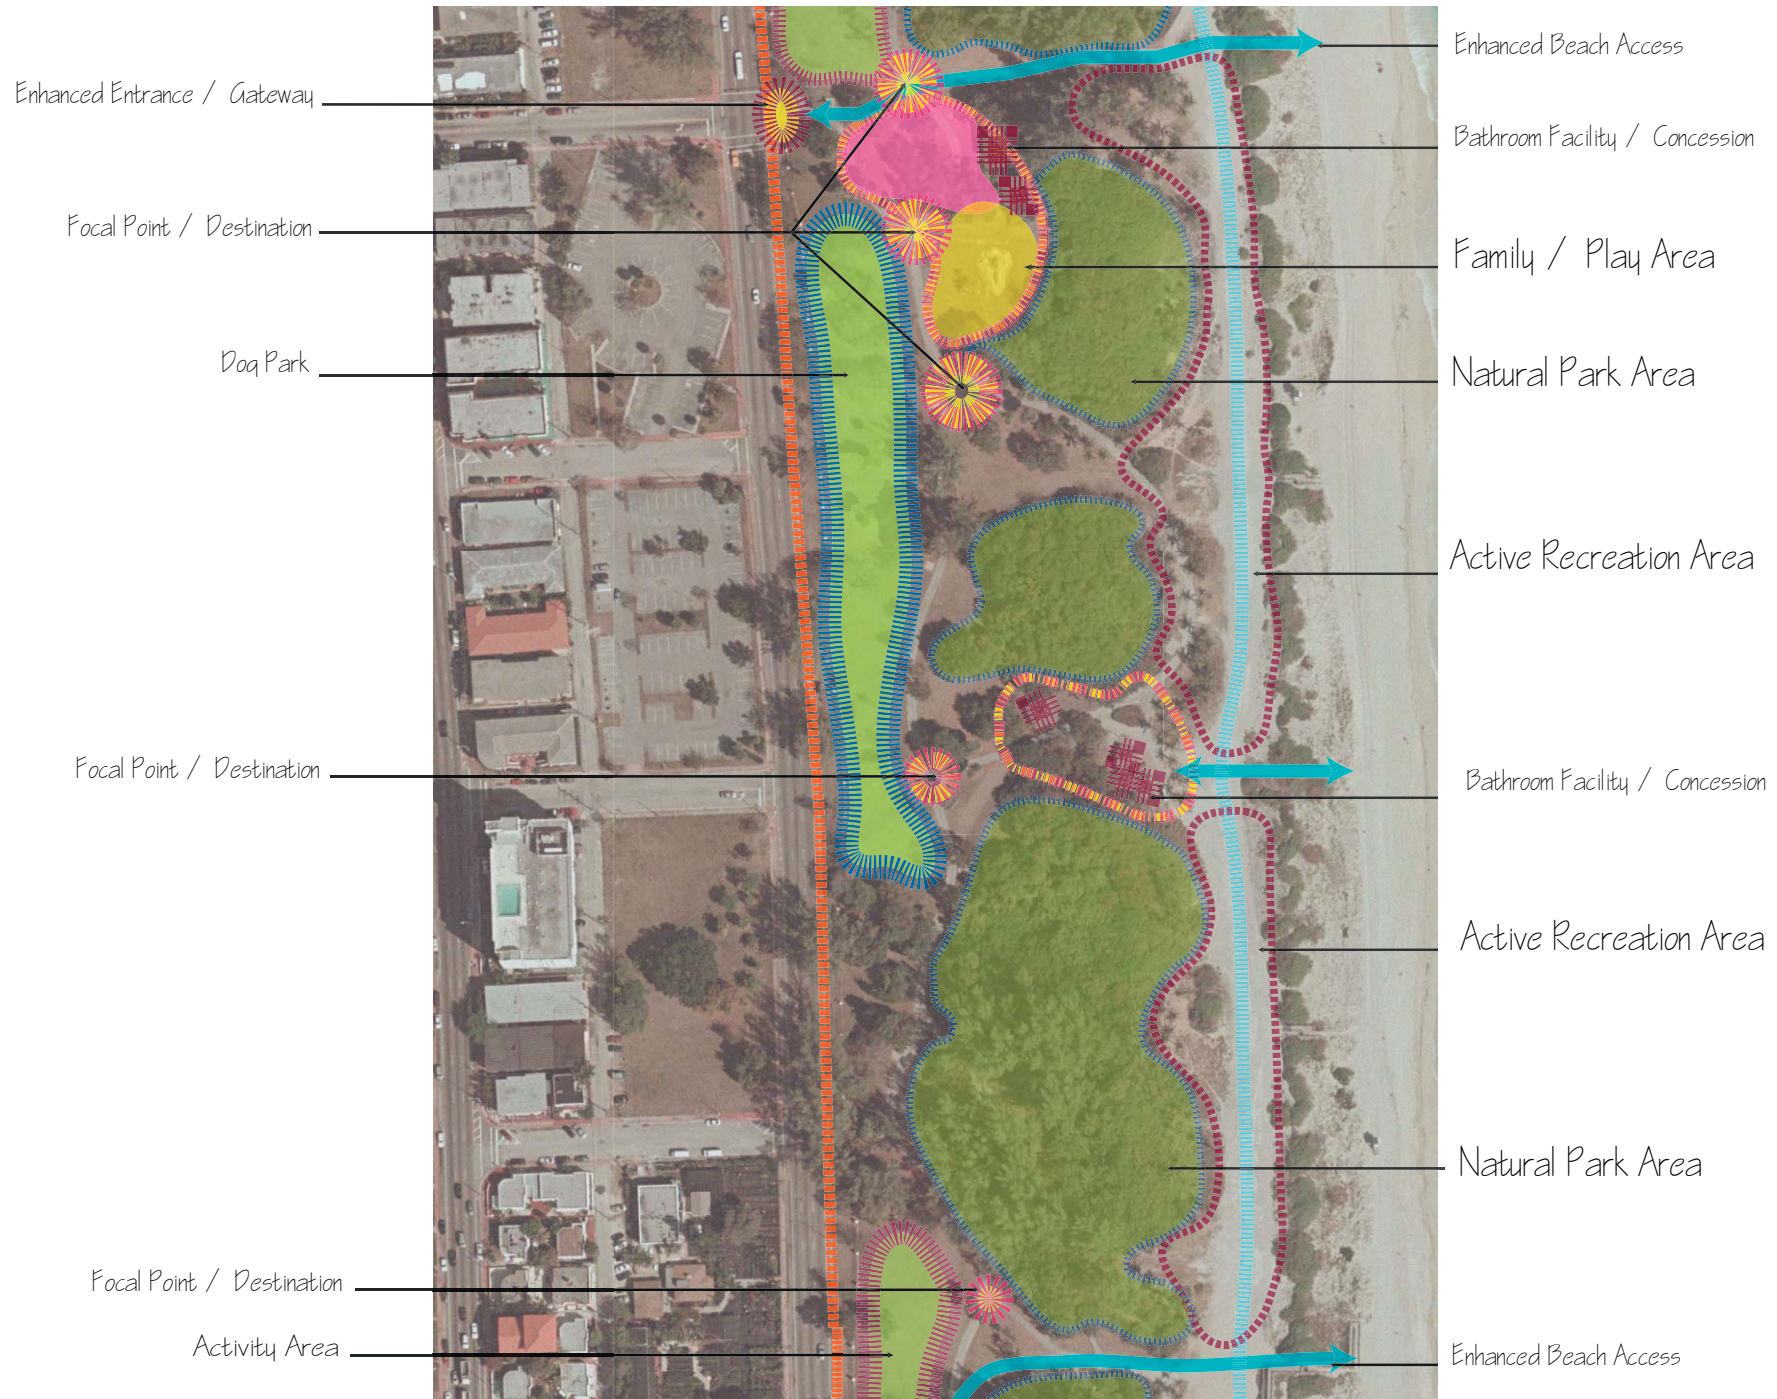 Enhanced Beach Access
Enhanced Entrance / Gateway
Bathroom Facility / Concession
Focal Point / Destination
Family / Play Area
Dog Park
Natural Park Area
Active Recreation Area
Focal Point / Destination
Bathroom Facility / Concession
Active Recreation Area
Natural Park Area
Focal Point / Destination
Activity Area
Enhanced Beach Access